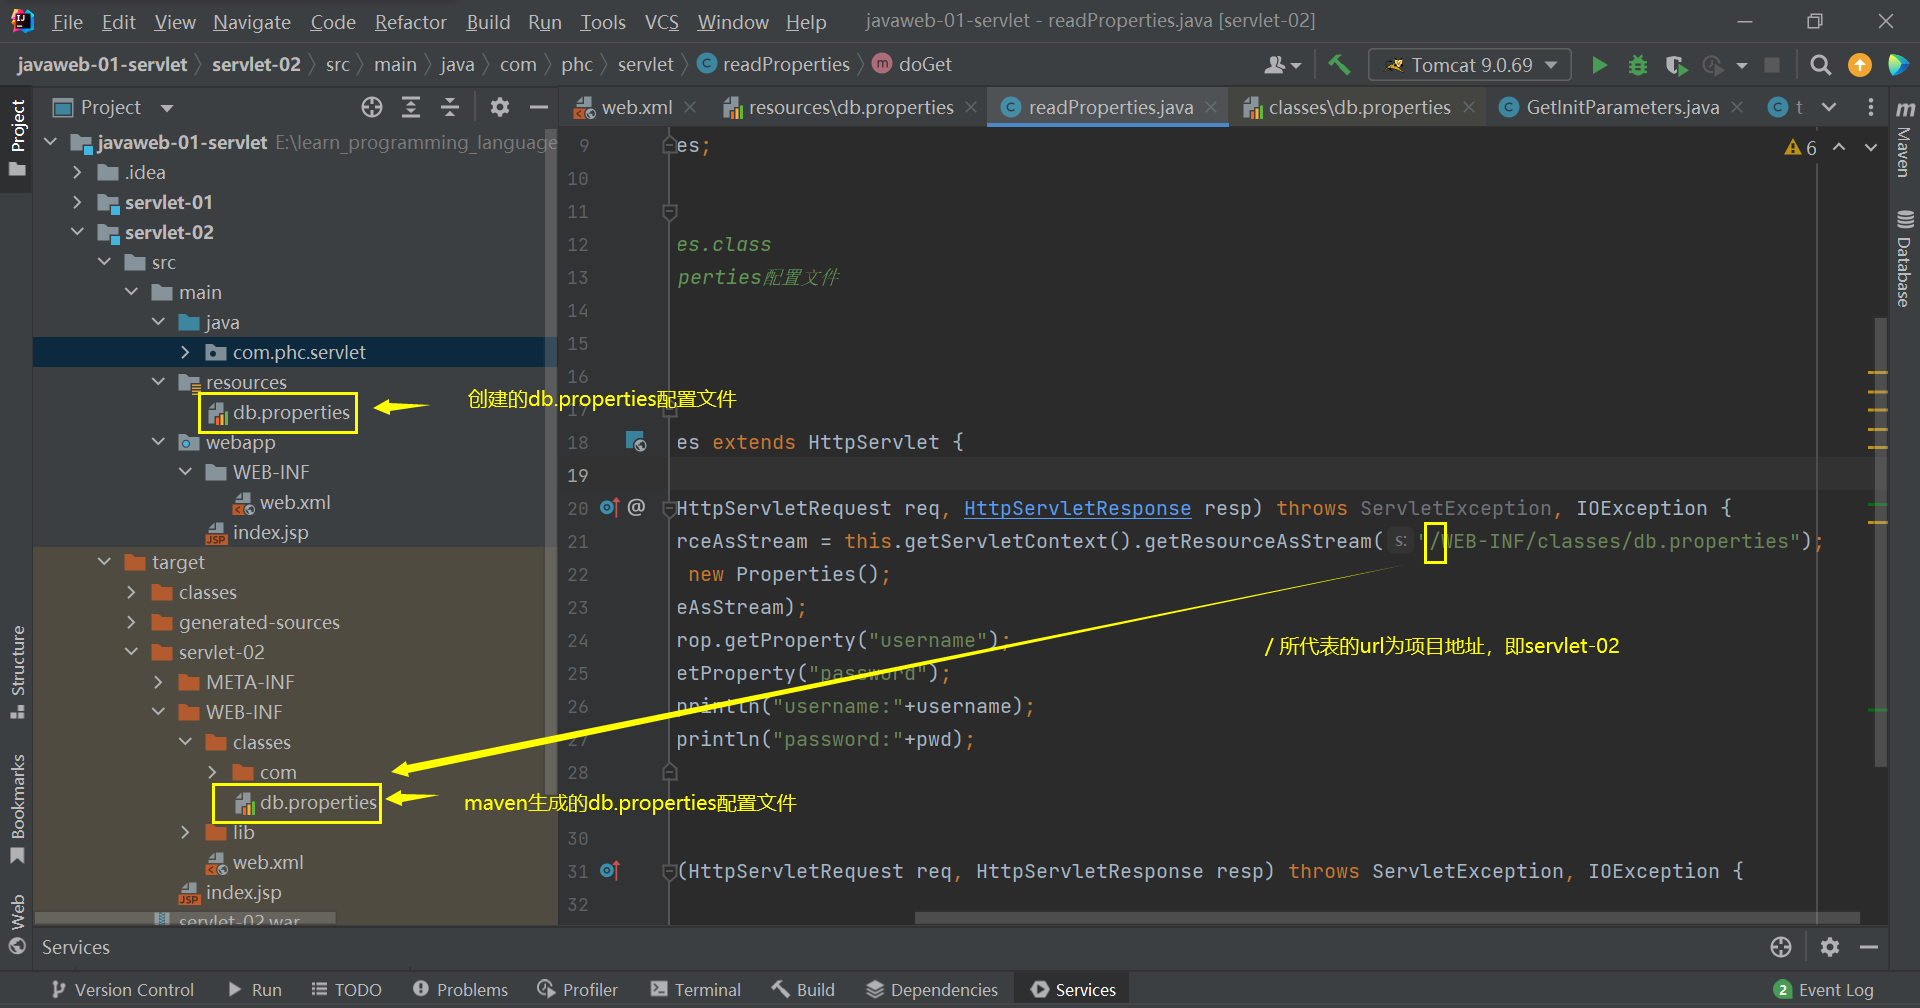 File Edit View Navigate Code Refactor Build Run Tools VCS Window Help javaweb-01-servlet - readProperties.java [servlet-02]
javaweb-01-servlet servlet-02 src main java com phc servlet readProperties doGet Tomcat 9.0.69
Project web.xml resources\db.properties readProperties.java classes\db.properties GetInitParameters.java t
Project
Structure
Bookmarks
Web
javaweb-01-servlet E:\learn_programming_language
.idea
servlet-01
servlet-02
src
main
java
com.phc.servlet
resources
db.properties
webapp
WEB-INF
web.xml
index.jsp
target
classes
generated-sources
servlet-02
META-INF
WEB-INF
classes
com
db.properties
lib
web.xml
index.jsp
servlet-02.war
创建的db.properties配置文件
maven生成的db.properties配置文件
/ 所代表的url为项目地址，即servlet-02
9 es;
10
11
12 es.class
13 perties配置文件
14
15
16
17
18 es extends HttpServlet {
19
20 @ HttpServletRequest req, HttpServletResponse resp) throws ServletException, IOException {
21 rceAsStream = this.getServletContext().getResourceAsStream( s: "/WEB-INF/classes/db.properties");
22 new Properties();
23 eAsStream);
24 rop.getProperty("username");
25 etProperty("password");
26 println("username:"+username);
27 println("password:"+pwd);
28
30
31 (HttpServletRequest req, HttpServletResponse resp) throws ServletException, IOException {
32
6
Maven
Database
Services
Version Control Run TODO Problems Profiler Terminal Build Dependencies Services 2 Event Log